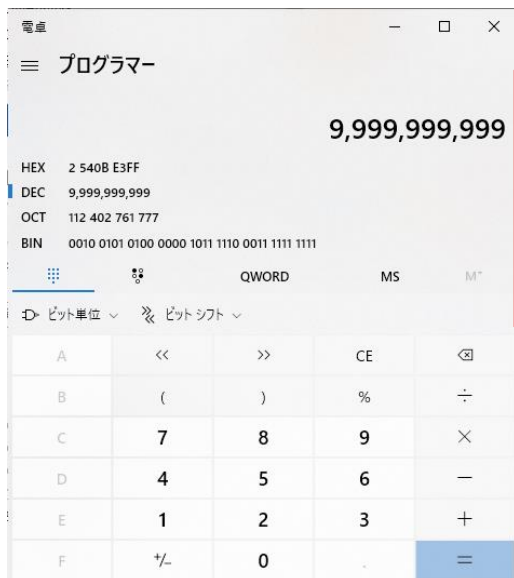 電卓
プログラマー
9,999,999,999
HEX 2 540B E3FF
DEC 9,999,999,999
OCT 112 402 761 777
BIN 0010 0101 0100 0000 1011 1110 0011 1111 1111
QWORD MS M˅
ビット単位 ビット シフト
A << >> CE
B ( ) % ÷
C 7 8 9 ×
D 4 5 6 −
E 1 2 3 +
F +/- 0 . =